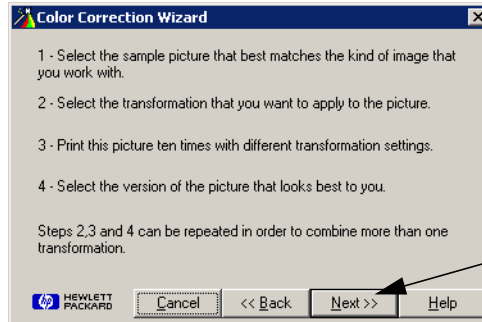 Color Correction Wizard
1 - Select the sample picture that best matches the kind of image that
you work with.
2 - Select the transformation that you want to apply to the picture.
3 - Print this picture ten times with different transformation settings.
4 - Select the version of the picture that looks best to you.
Steps 2,3 and 4 can be repeated in order to combine more than one
transformation.
hp HEWLETT
PACKARD
Cancel << Back Next >> Help